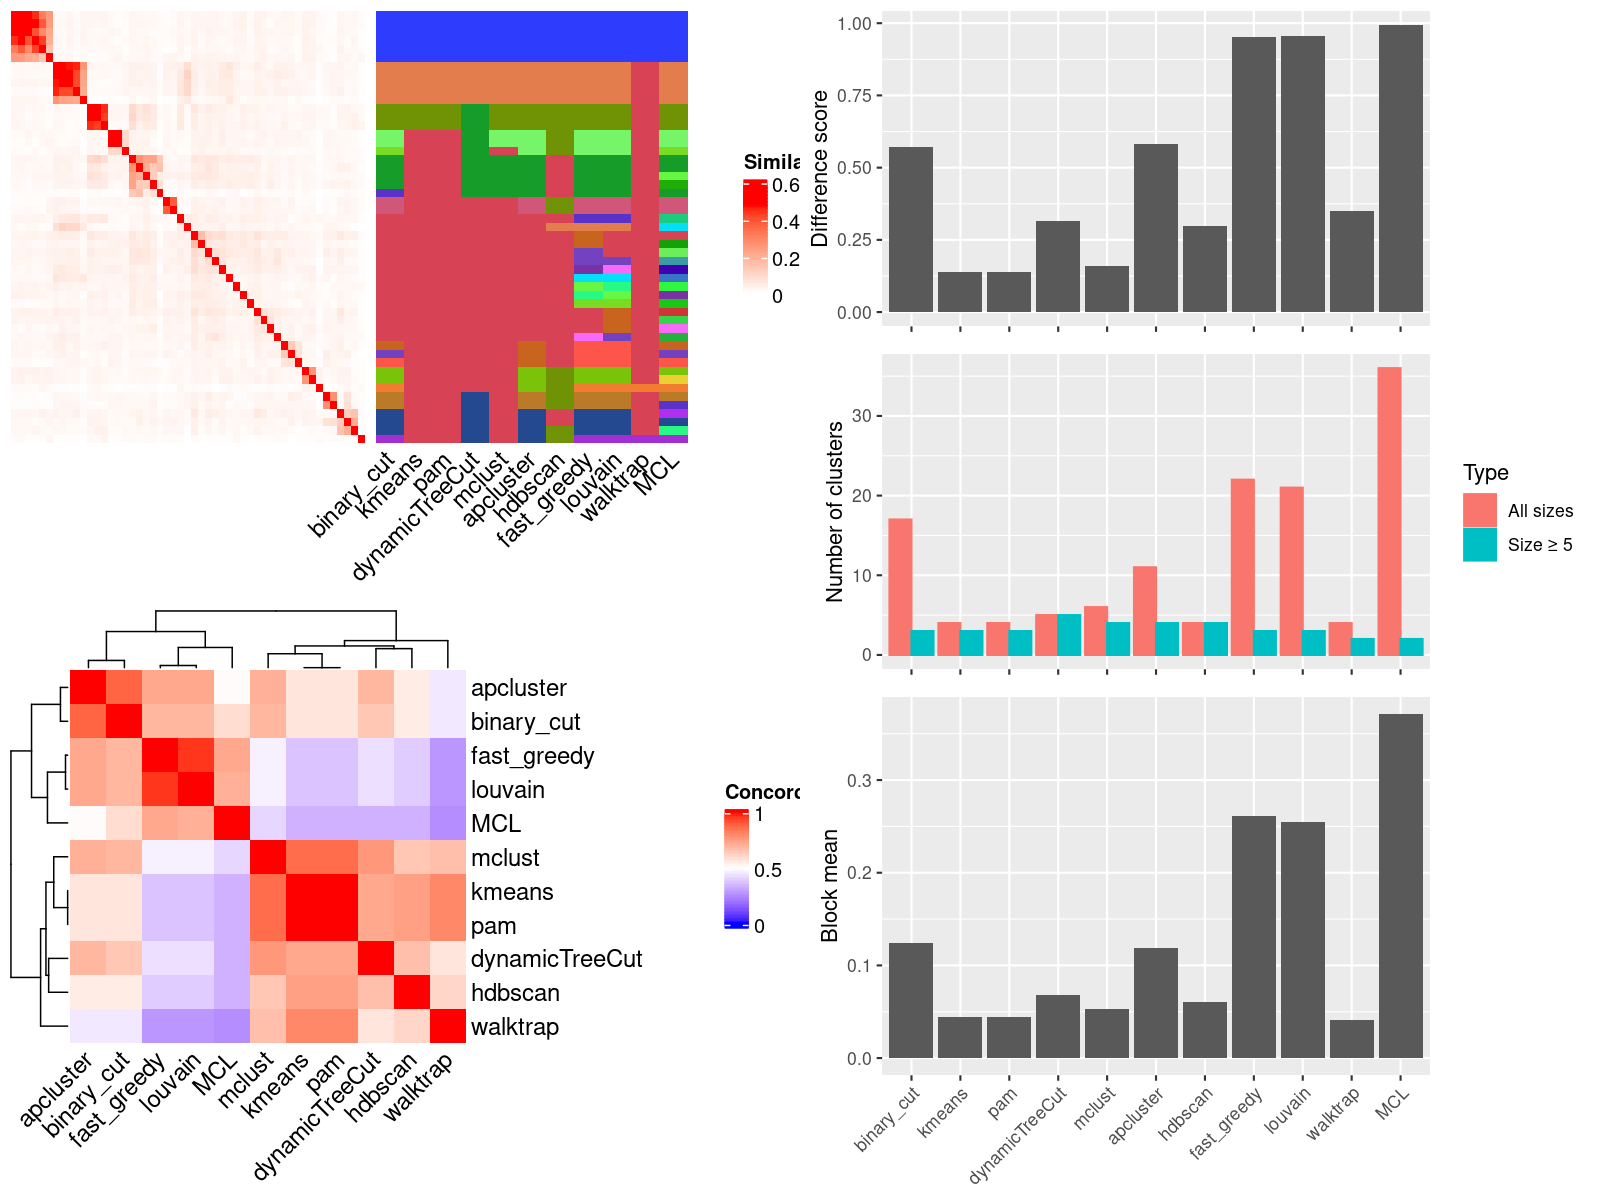 Simila
0.6
0.4
0.2
0
binary_cut
kmeans
pam
dynamicTreeCut
mclust
apcluster
hdbscan
fast_greedy
louvain
walktrap
MCL
Concord
1
0.5
0
apcluster
binary_cut
fast_greedy
louvain
MCL
mclust
kmeans
pam
dynamicTreeCut
hdbscan
walktrap
apcluster
binary_cut
fast_greedy
louvain
MCL
mclust
kmeans
pam
dynamicTreeCut
hdbscan
walktrap
Difference score
1.00
0.75
0.50
0.25
0.00
Number of clusters
30
20
10
0
Type
All sizes
Size ≥ 5
Block mean
0.3
0.2
0.1
0.0
binary_cut
kmeans
pam
dynamicTreeCut
mclust
apcluster
hdbscan
fast_greedy
louvain
walktrap
MCL